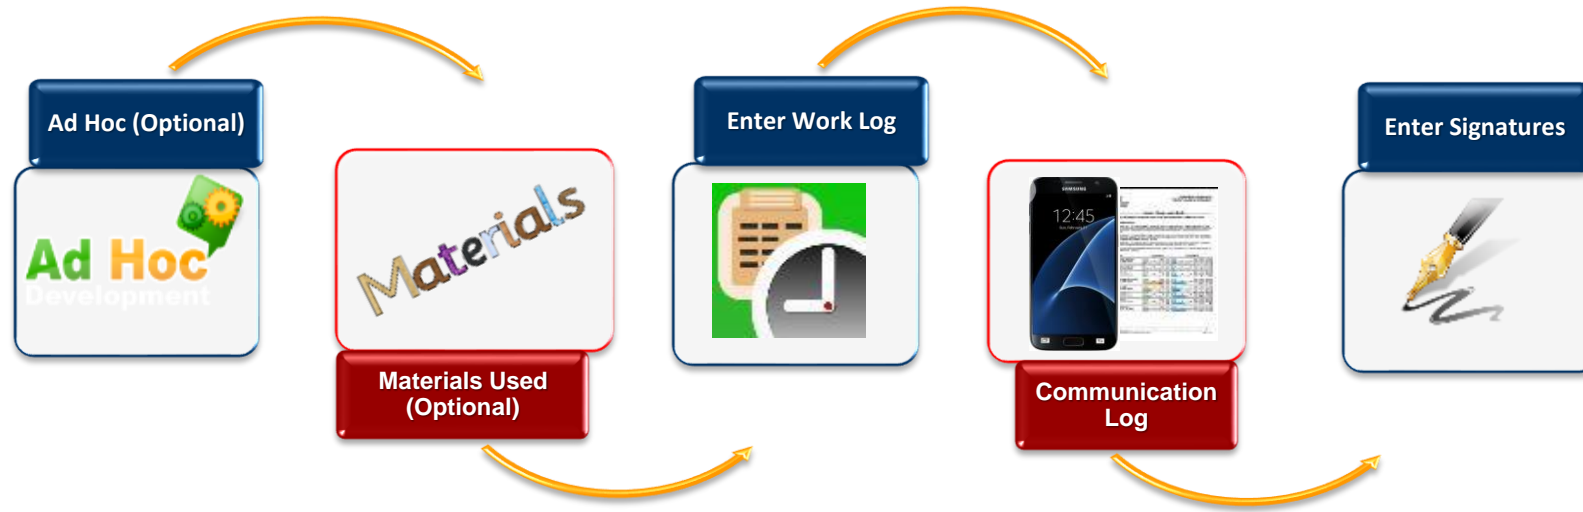 Ad Hoc (Optional)
Ad Hoc
Development
Materials
Materials Used
(Optional)
Enter Work Log
SAMSUNG
12:45
Communication
Log
Enter Signatures